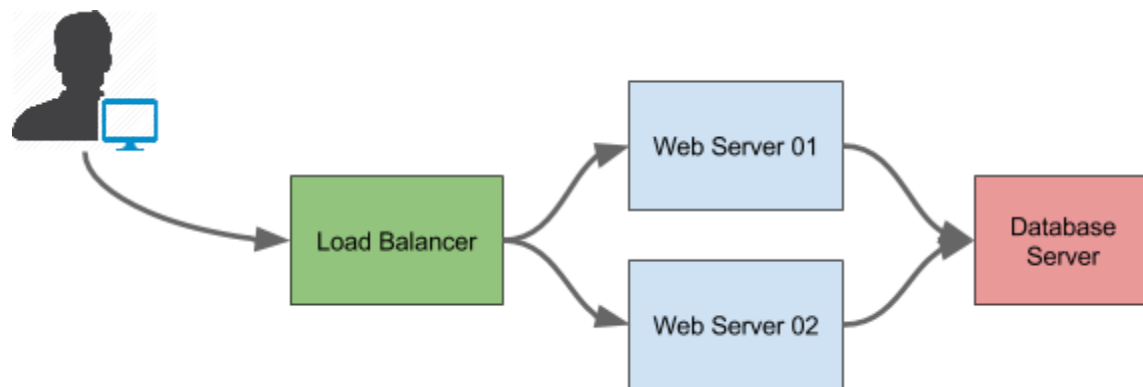 Load Balancer
Web Server 01
Web Server 02
Database
Server